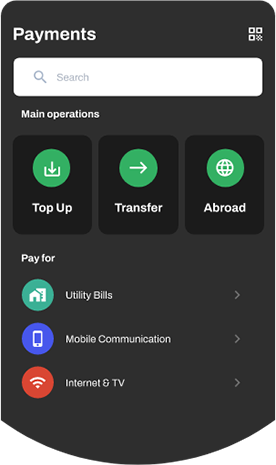 Payments
Search
Main operations
Top Up
Transfer
Abroad
Pay for
Utility Bills
Mobile Communication
Internet & TV